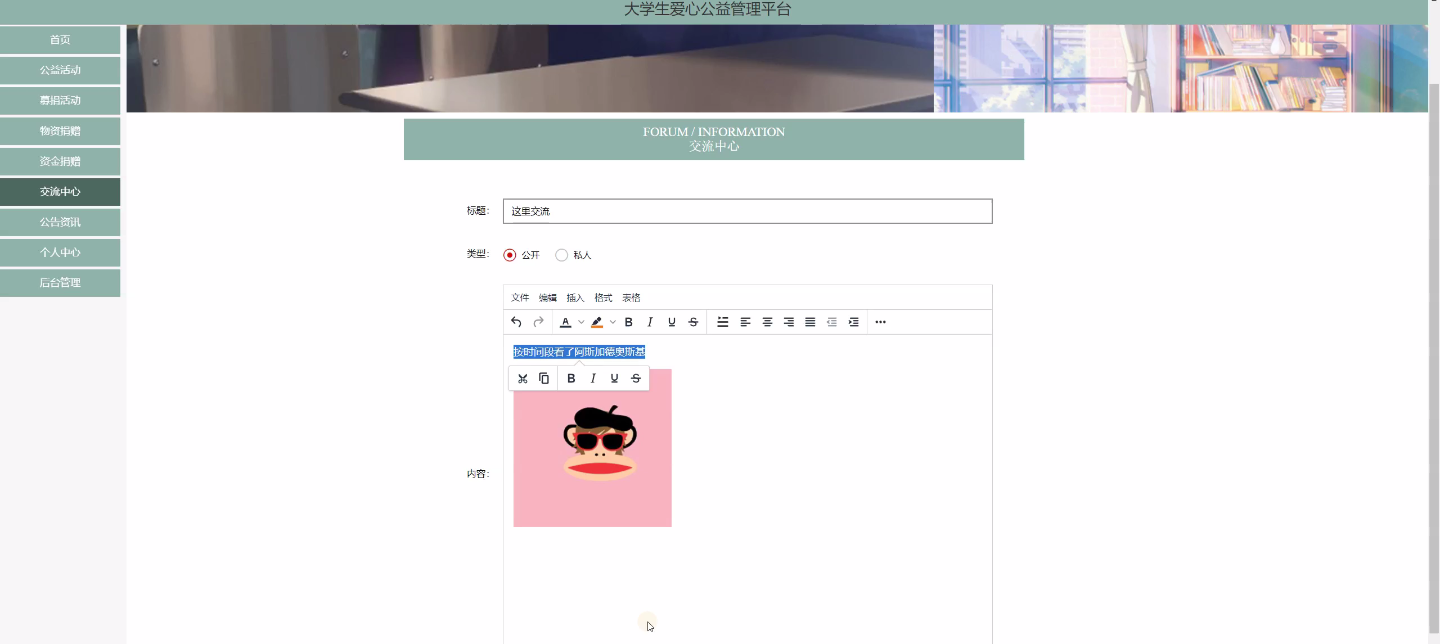 大学生爱心公益管理平台
首页
公益活动
募捐活动
物资捐赠
资金捐赠
交流中心
公告资讯
个人中心
后台管理
FORUM / INFORMATION
交流中心
标题：
这里交流
类型：
公开
私人
文件 编辑 插入 格式 表格
按时间段看了阿斯加德奥斯基
内容：